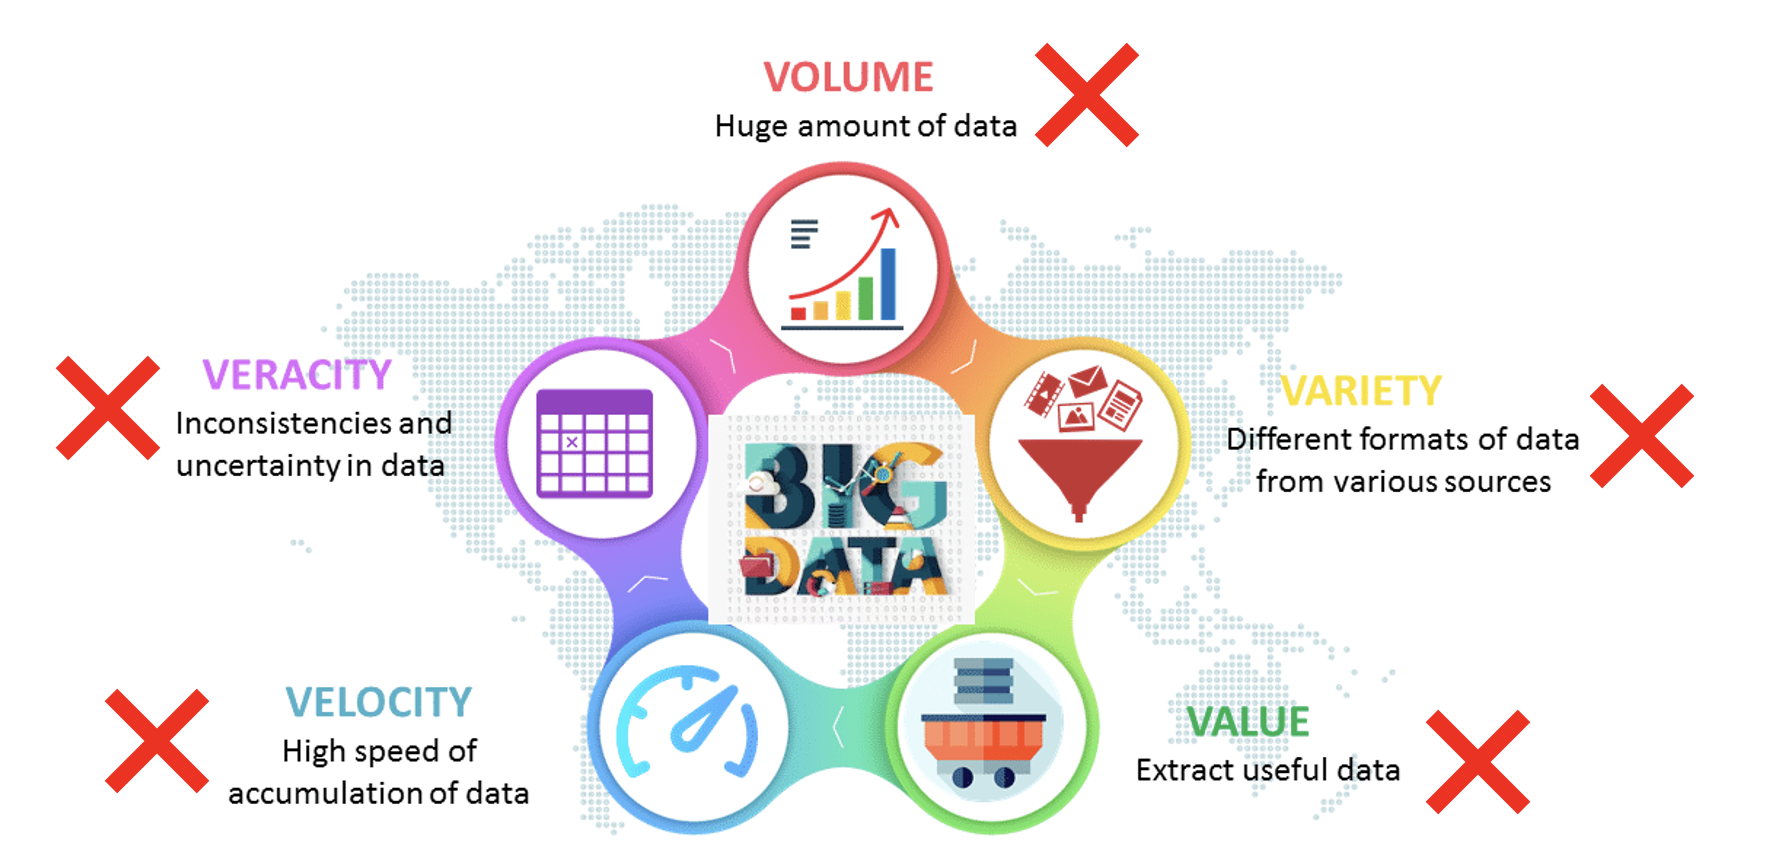 VOLUME
Huge amount of data
VERACITY
Inconsistencies and
uncertainty in data
VARIETY
Different formats of data
from various sources
BIG
DATA
VELOCITY
High speed of
accumulation of data
VALUE
Extract useful data